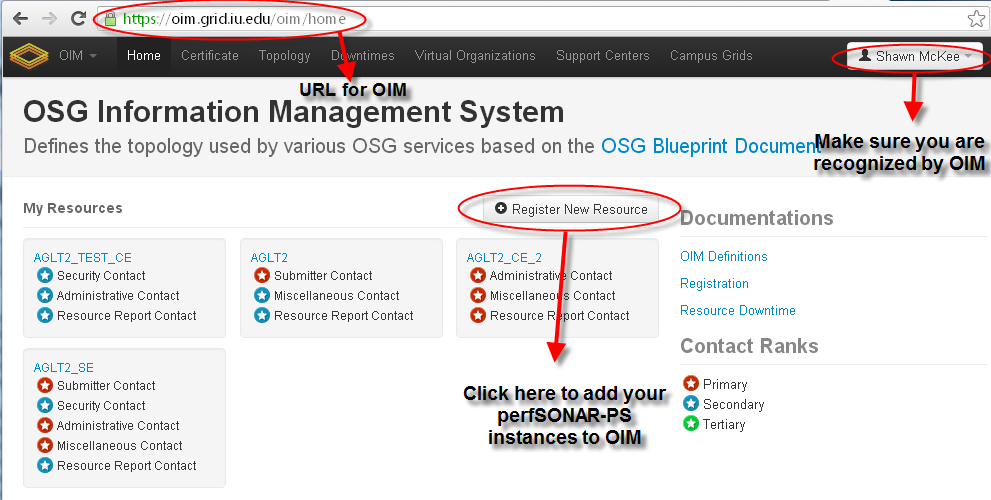 https://oim.grid.iu.edu/oim/home
OIM Home Certificate Topology Downtimes Virtual Organizations Support Centers Campus Grids Shawn McKee
URL for OIM
OSG Information Management System
Defines the topology used by various OSG services based on the OSG Blueprint Document
Make sure you are
recognized by OIM
My Resources
Register New Resource
AGLT2_TEST_CE
Security Contact
Administrative Contact
Resource Report Contact
AGLT2
Submitter Contact
Miscellaneous Contact
Resource Report Contact
AGLT2_CE_2
Administrative Contact
Miscellaneous Contact
Resource Report Contact
AGLT2_SE
Submitter Contact
Security Contact
Administrative Contact
Miscellaneous Contact
Resource Report Contact
Click here to add your
perfSONAR-PS
instances to OIM
Documentations
OIM Definitions
Registration
Resource Downtime
Contact Ranks
Primary
Secondary
Tertiary